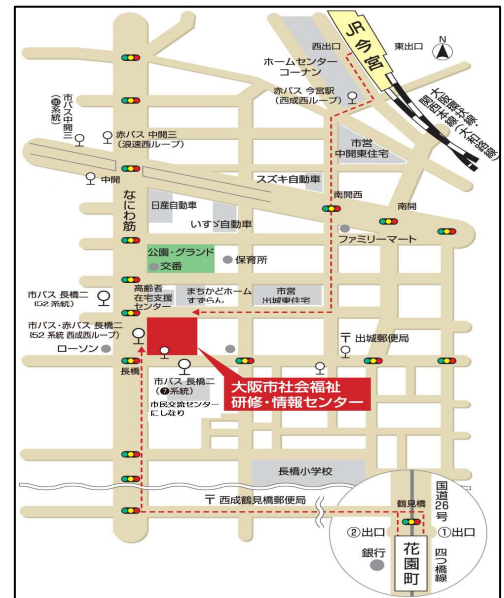 JR今宮
西出口
東出口
N
ホームセンター
コーナン
赤バス 今宮駅
(西成西ループ)
大阪環状線・
関西本線(大和路線)
市バス中開三
赤バス 中開三
(浪速西ループ)
市営
中開東住宅
中開
スズキ自動車
なにわ筋
日産自動車
いすゞ自動車
南開西
南開
ファミリーマート
公園・グランド
交番
保育所
市バス 長橋二
(52系統)
高齢者
在宅支援
センター
まちかどホーム
すずらん
市営
出城東住宅
市バス・赤バス 長橋二
(52系統 西成西ループ)
ローソン
長橋
〒出城郵便局
市バス 長橋二
(❼系統)
市民交流センター
にしなり
大阪市社会福祉
研修・情報センター
長橋小学校
〒西成鶴見橋郵便局
国道26号
鶴見橋
②出口
①出口
銀行
花園町
四つ橋線